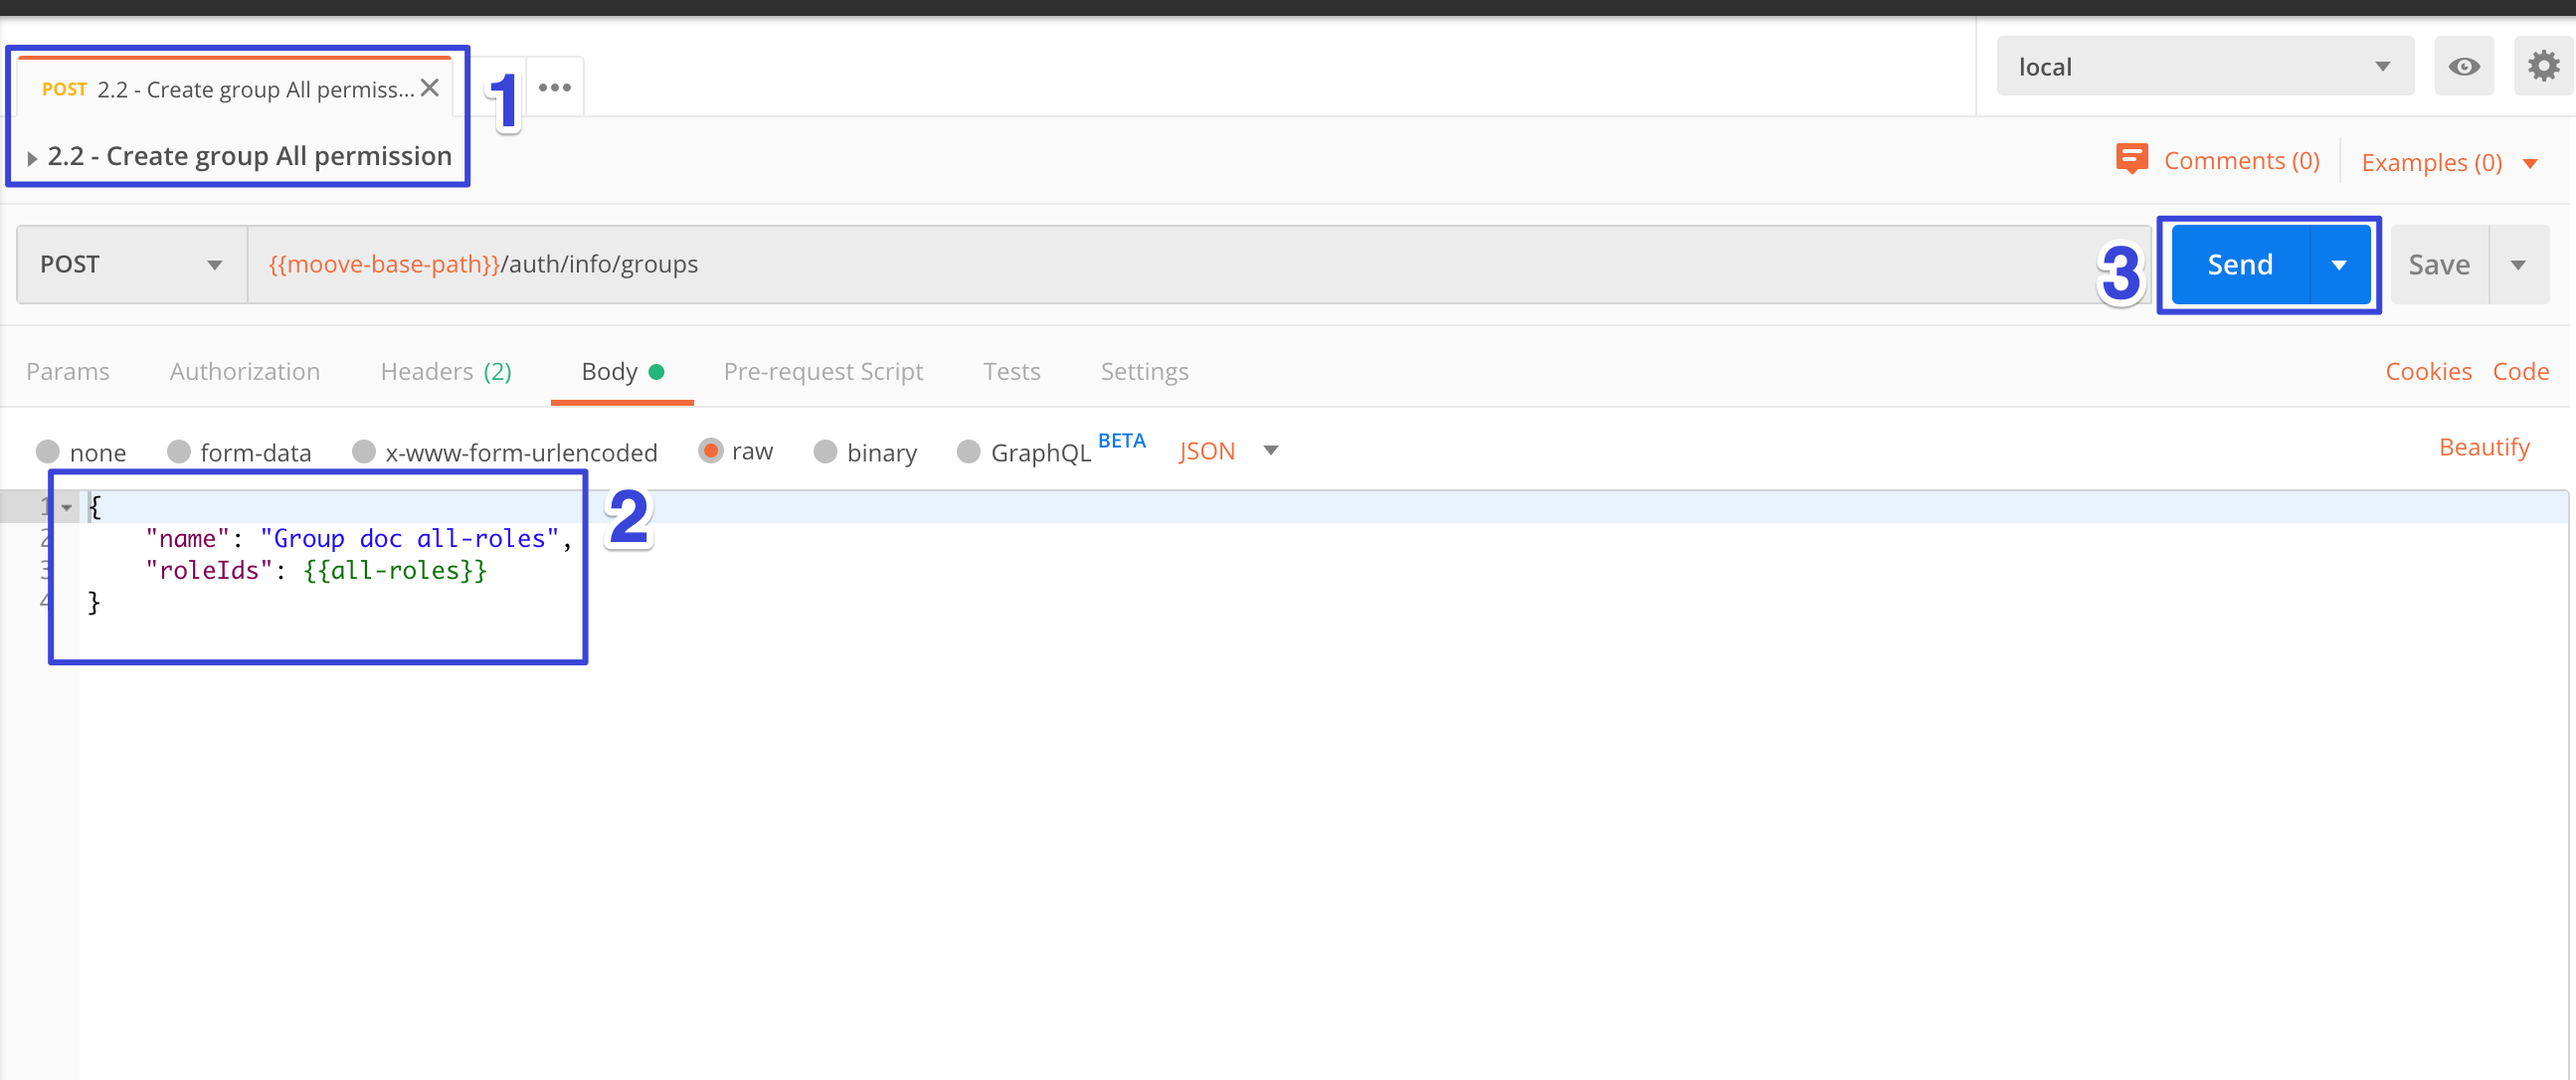 POST 2.2 - Create group All permiss...
1
local
2.2 - Create group All permission
Comments (0) Examples (0)
POST {{moove-base-path}}/auth/info/groups
3 Send Save
Params Authorization Headers (2) Body Pre-request Script Tests Settings Cookies Code
none form-data x-www-form-urlencoded raw binary GraphQL BETA JSON Beautify
1 {
2 "name": "Group doc all-roles",
3 "roleIds": {{all-roles}}
4 }
2